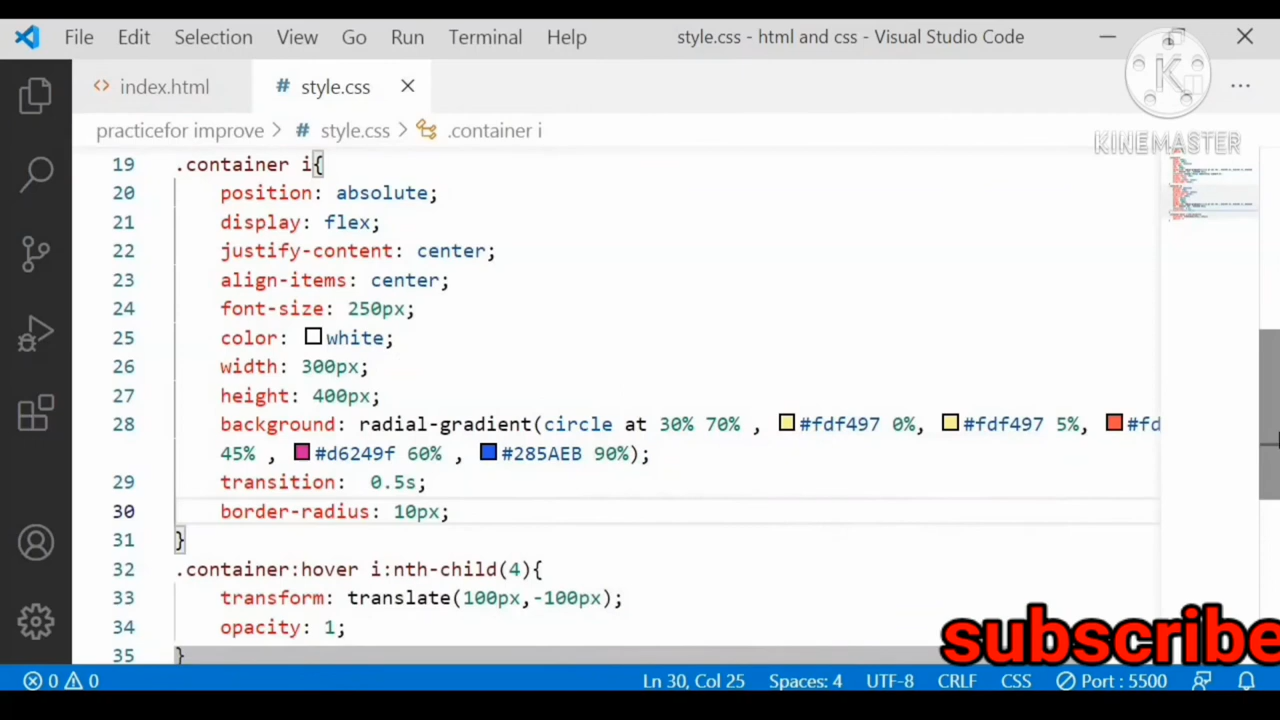 File Edit Selection View Go Run Terminal Help style.css - html and css - Visual Studio Code
K
KINEMASTER
<> index.html # style.css ×
practicefor improve > # style.css > .container i
19 .container i{
20 position: absolute;
21 display: flex;
22 justify-content: center;
23 align-items: center;
24 font-size: 250px;
25 color: white;
26 width: 300px;
27 height: 400px;
28 background: radial-gradient(circle at 30% 70% , #fdf497 0%, #fdf497 5%, #fd
45% , #d6249f 60% , #285AEB 90%);
29 transition:  0.5s;
30 border-radius: 10px;
31 }
32 .container:hover i:nth-child(4){
33 transform: translate(100px,-100px);
34 opacity: 1;
35 }
subscribe
0 0 Ln 30, Col 25 Spaces: 4 UTF-8 CRLF CSS Port : 5500